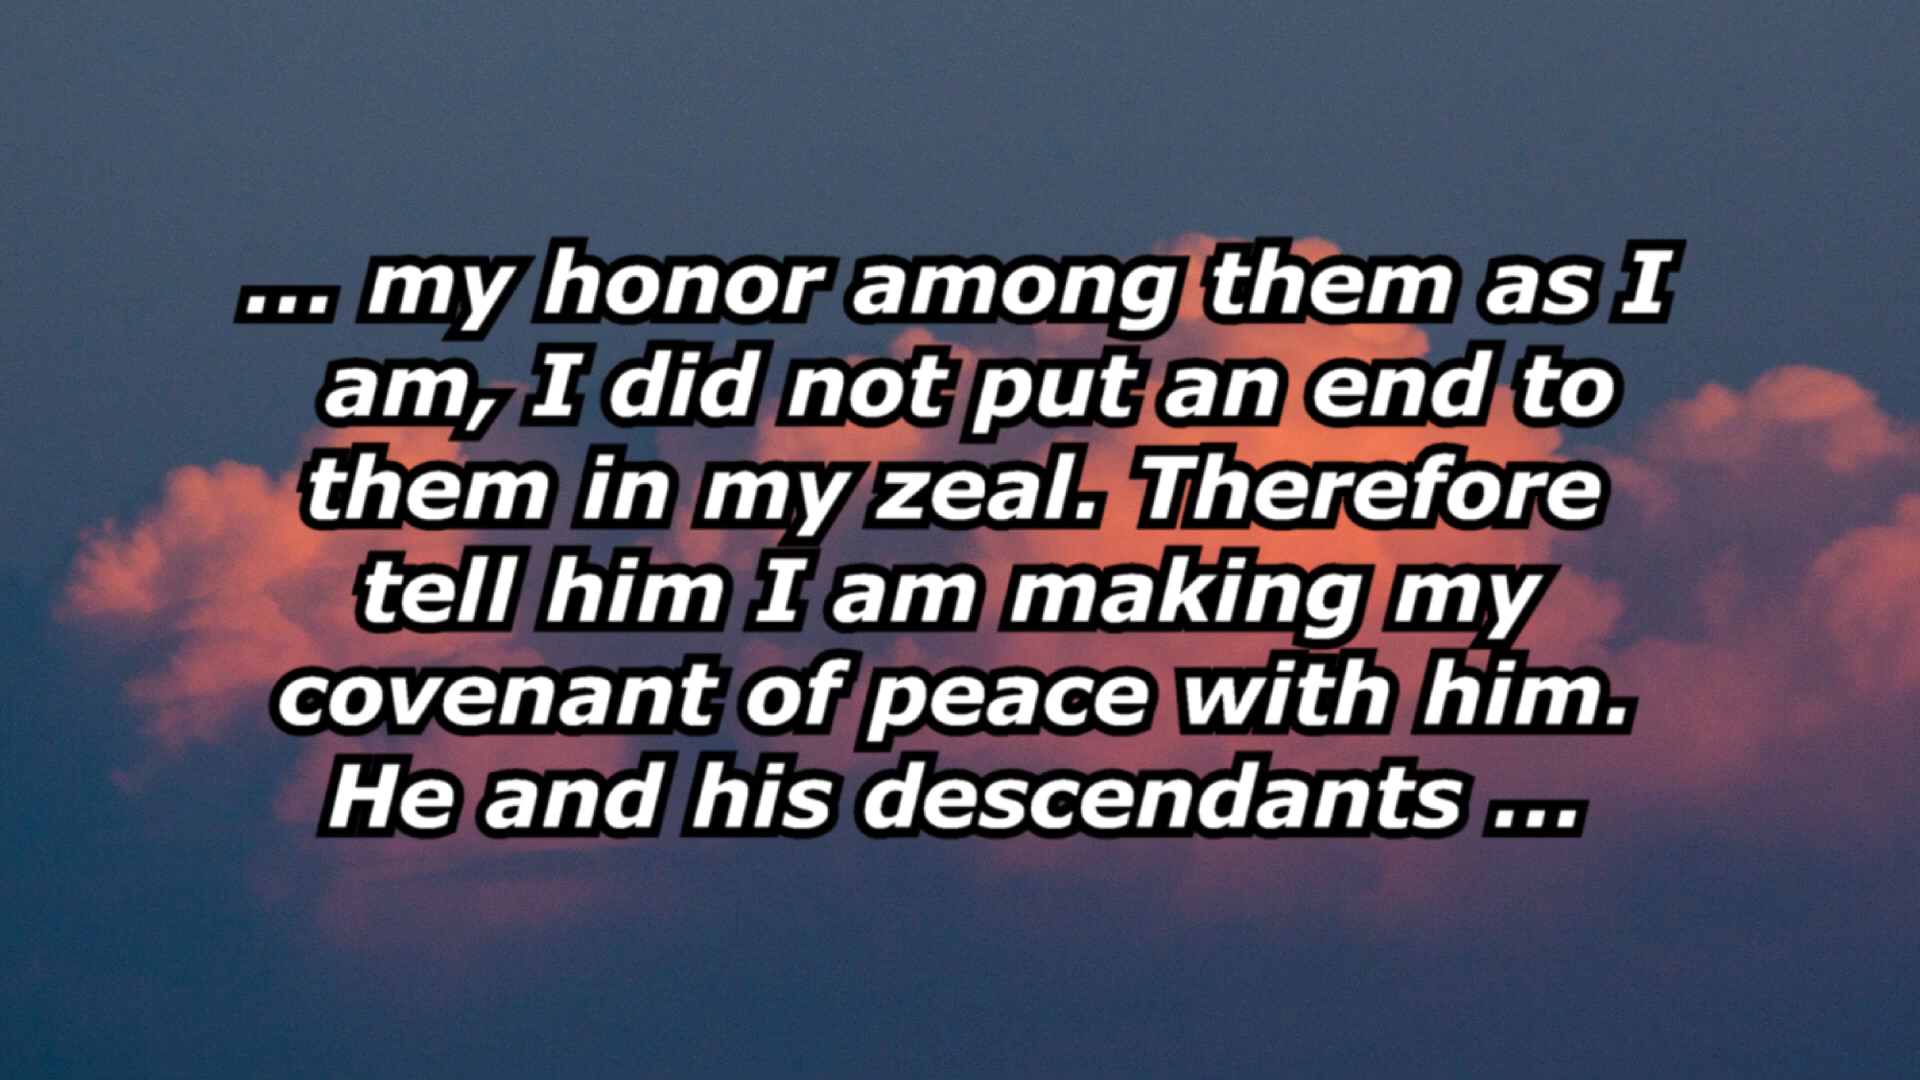 ... my honor among them as I
am, I did not put an end to
them in my zeal. Therefore
tell him I am making my
covenant of peace with him.
He and his descendants ...